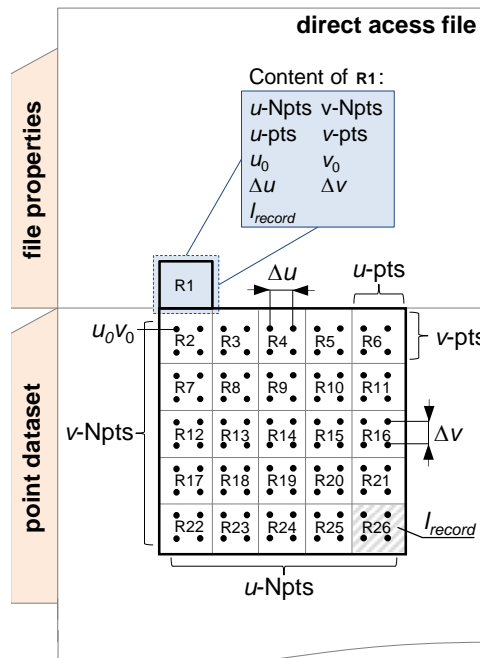 direct acess file
file properties
Content of R1:
u-Npts v-Npts
u-pts v-pts
u0 v0
Δu Δv
lrecord
R1
Δu
u-pts
u0v0
R2 R3 R4 R5 R6
v-pts
R7 R8 R9 R10 R11
v-Npts
R12 R13 R14 R15 R16
Δv
point dataset
R17 R18 R19 R20 R21
R22 R23 R24 R25 R26
lrecord
u-Npts